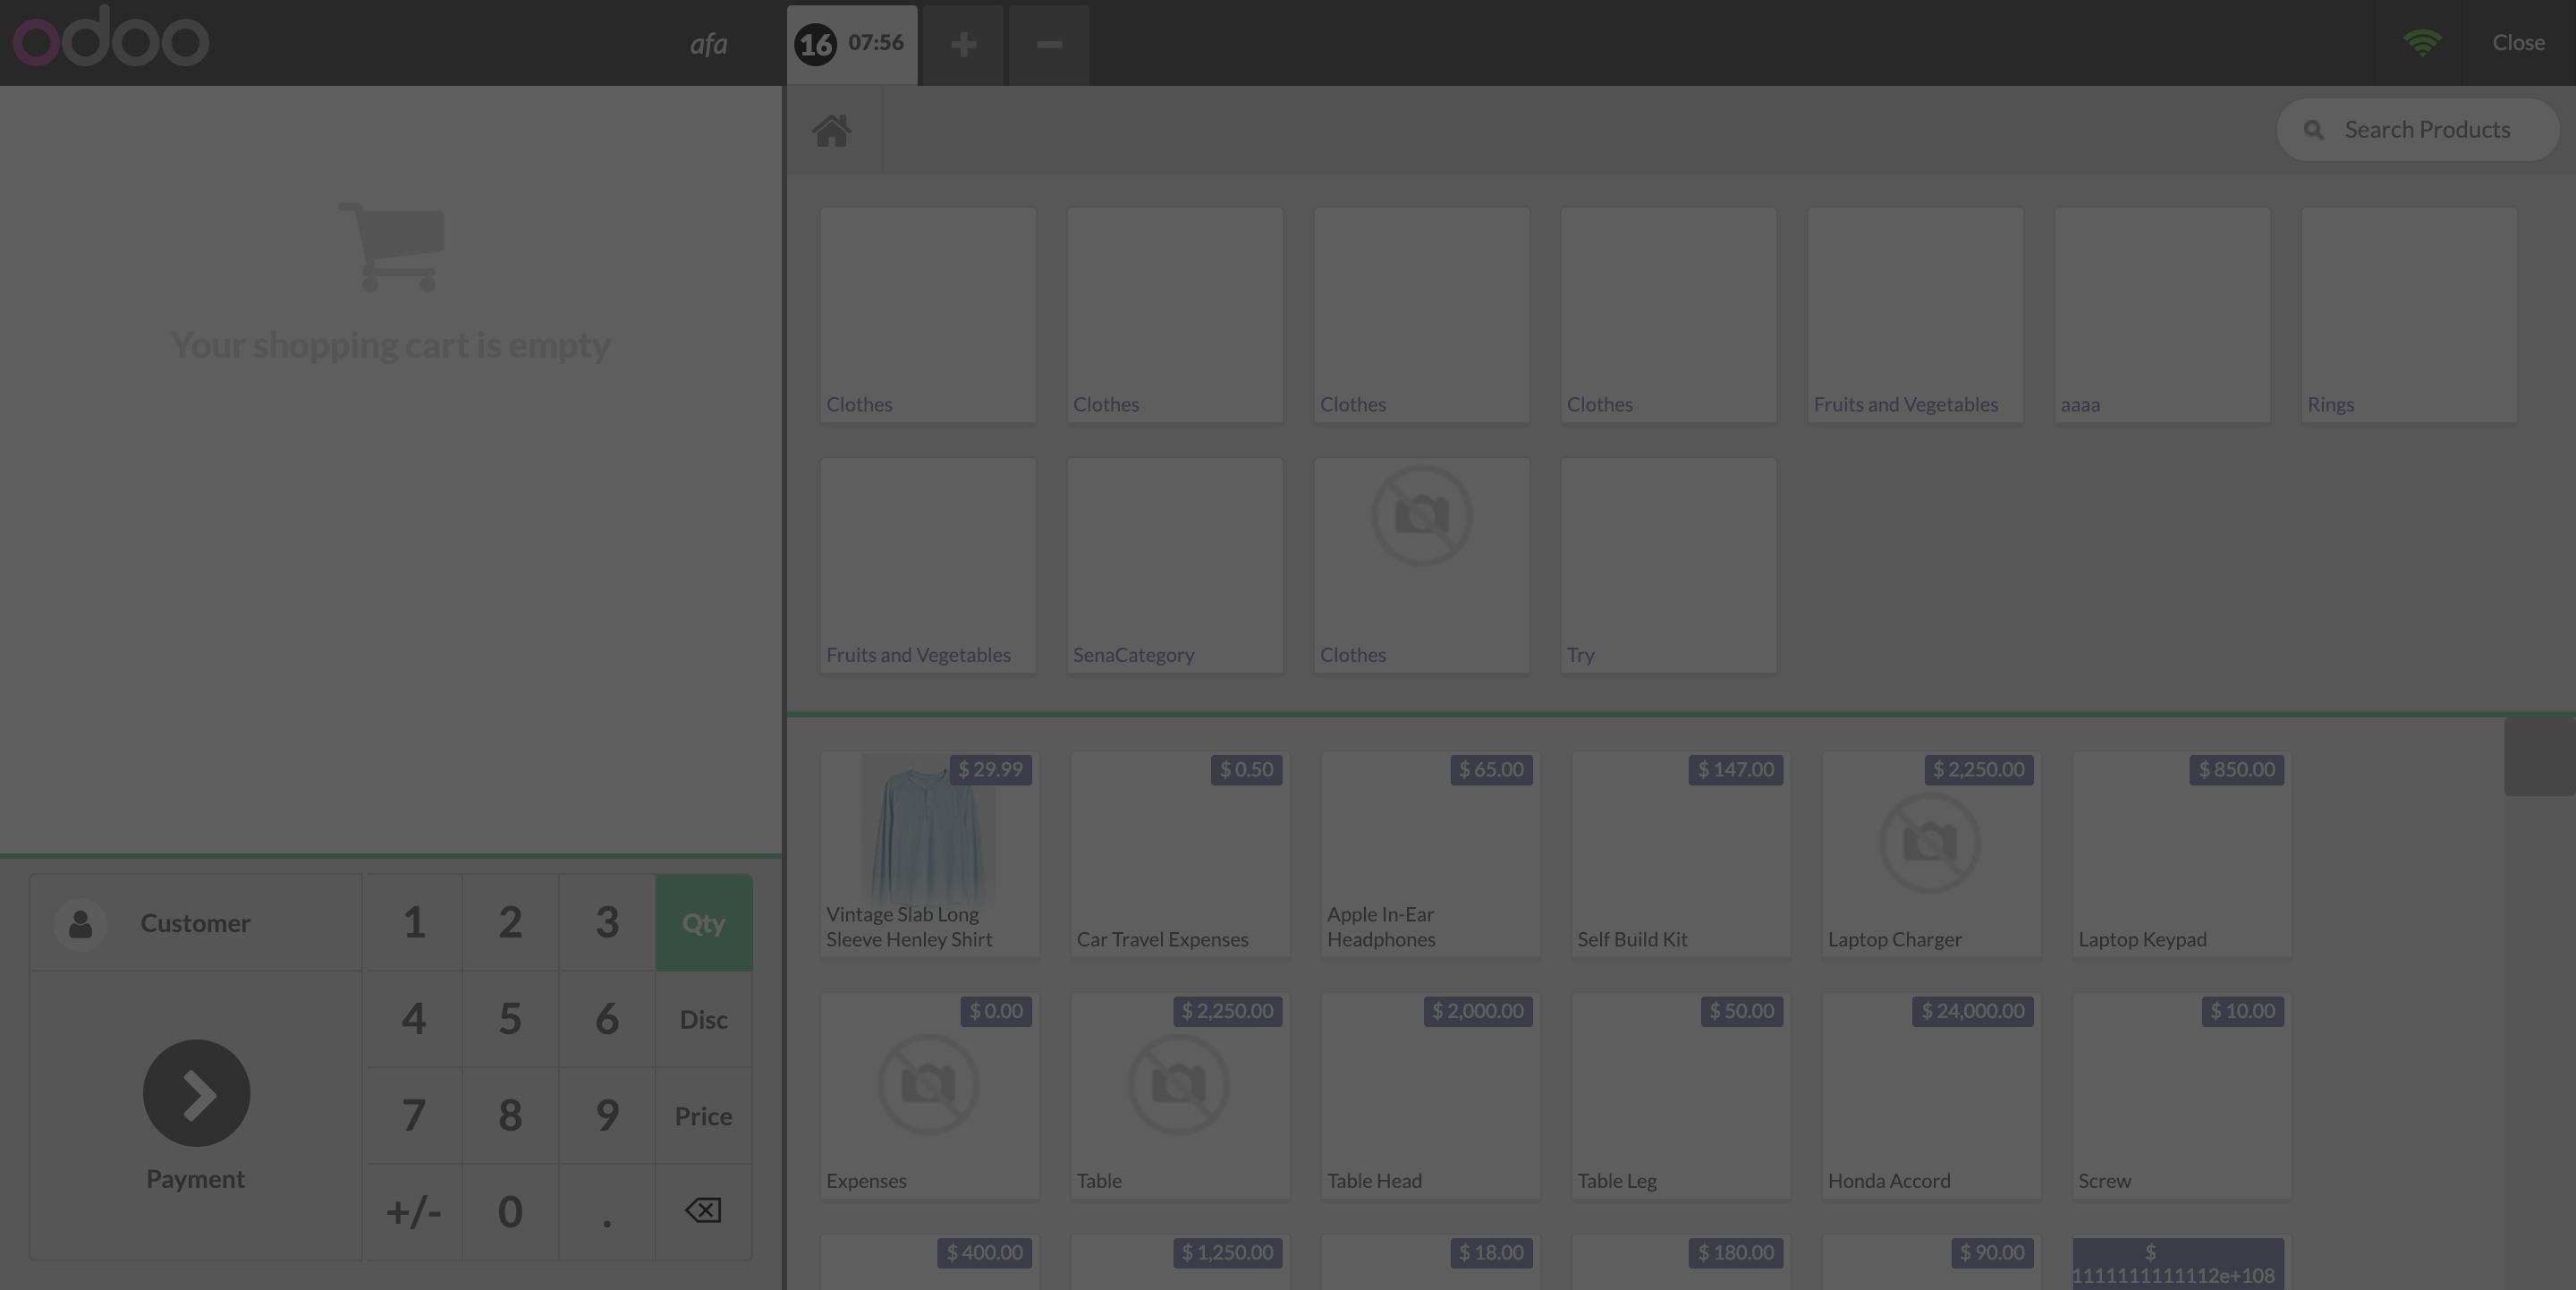 odoo
afa
16 07:56
Close
Search Products
Your shopping cart is empty
Clothes
Clothes
Clothes
Clothes
Fruits and Vegetables
aaaa
Rings
Fruits and Vegetables
SenaCategory
Clothes
Try
$ 29.99
Vintage Slab Long
Sleeve Henley Shirt
$ 0.50
Car Travel Expenses
$ 65.00
Apple In-Ear
Headphones
$ 147.00
Self Build Kit
$ 2,250.00
Laptop Charger
$ 850.00
Laptop Keypad
$ 0.00
Expenses
$ 2,250.00
Table
$ 2,000.00
Table Head
$ 50.00
Table Leg
$ 24,000.00
Honda Accord
$ 10.00
Screw
$ 400.00
$ 1,250.00
$ 18.00
$ 180.00
$ 90.00
$
1111111111112e+108
Customer
1 2 3 Qty
4 5 6 Disc
7 8 9 Price
Payment
+/- 0 .